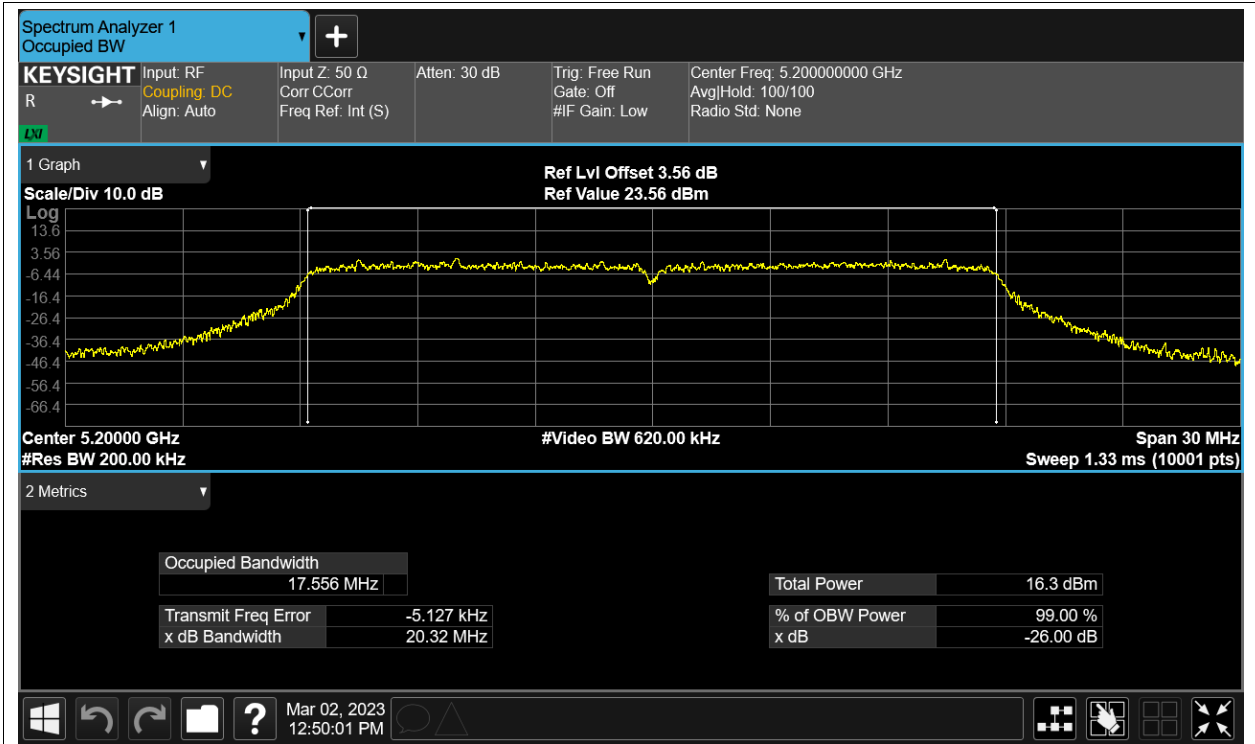 Spectrum Analyzer 1
Occupied BW
KEYSIGHT
R
LXI
Input: RF
Coupling: DC
Align: Auto
Input Z: 50 Ω
Corr CCorr
Freq Ref: Int (S)
Atten: 30 dB
Trig: Free Run
Gate: Off
#IF Gain: Low
Center Freq: 5.200000000 GHz
Avg|Hold: 100/100
Radio Std: None
1 Graph
Scale/Div 10.0 dB
Ref Lvl Offset 3.56 dB
Ref Value 23.56 dBm
Log
13.6
3.56
-6.44
-16.4
-26.4
-36.4
-46.4
-56.4
-66.4
Center 5.20000 GHz
#Video BW 620.00 kHz
Span 30 MHz
#Res BW 200.00 kHz
Sweep 1.33 ms (10001 pts)
2 Metrics
Occupied Bandwidth
17.556 MHz
Transmit Freq Error -5.127 kHz
x dB Bandwidth 20.32 MHz
Total Power 16.3 dBm
% of OBW Power 99.00 %
x dB -26.00 dB
?
Mar 02, 2023
12:50:01 PM